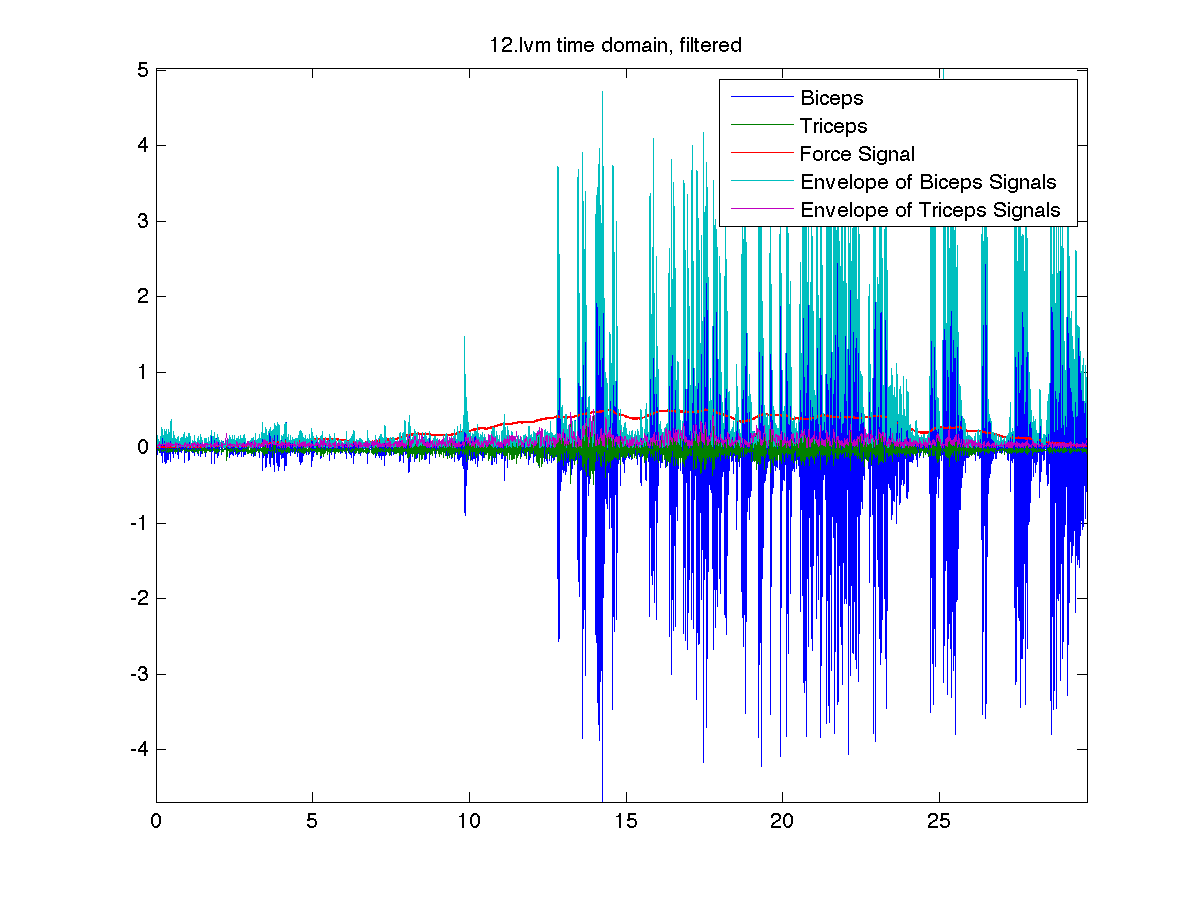 12.lvm time domain, filtered
5
4
3
2
1
0
-1
-2
-3
-4
Biceps
Triceps
Force Signal
Envelope of Biceps Signals
Envelope of Triceps Signals
0 5 10 15 20 25